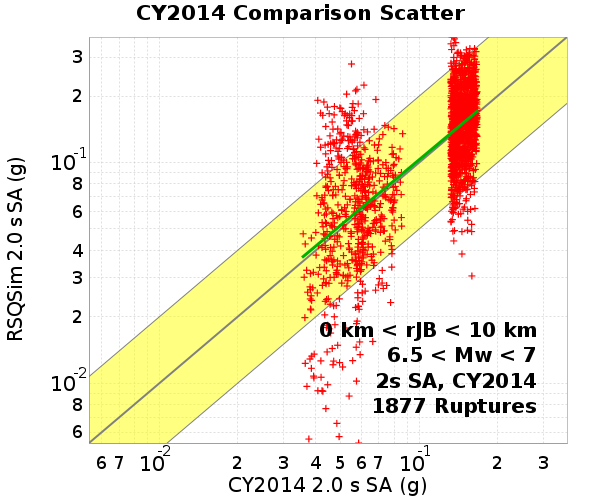 CY2014 Comparison Scatter
RSQSim 2.0 s SA (g)
3
2
10^-1
8
6
4
3
2
10^-2
8
6
0 km < rJB < 10 km
6.5 < Mw < 7
2s SA, CY2014
1877 Ruptures
6 7 10^-2 2 3 4 5 6 7 10^-1 2 3
CY2014 2.0 s SA (g)